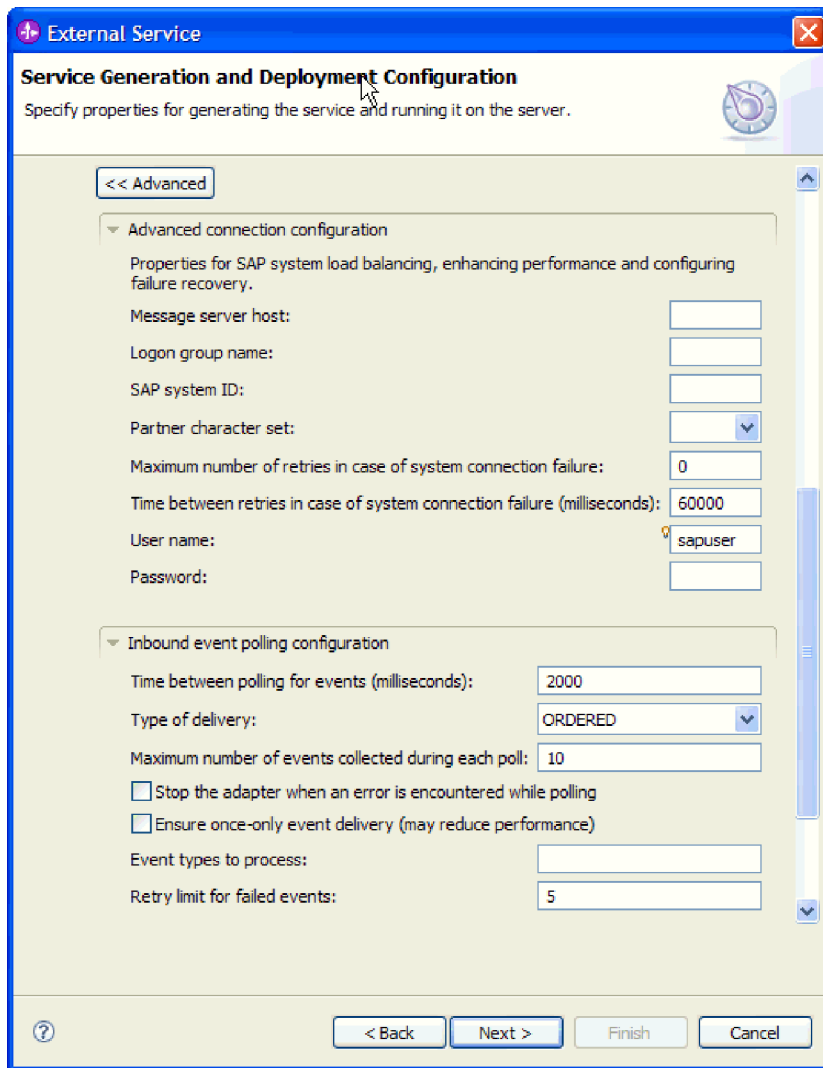 External Service
Service Generation and Deployment Configuration
Specify properties for generating the service and running it on the server.
<< Advanced
Advanced connection configuration
Properties for SAP system load balancing, enhancing performance and configuring
failure recovery.
Message server host:
Logon group name:
SAP system ID:
Partner character set:
Maximum number of retries in case of system connection failure: 0
Time between retries in case of system connection failure (milliseconds): 60000
User name: sapuser
Password:
Inbound event polling configuration
Time between polling for events (milliseconds): 2000
Type of delivery: ORDERED
Maximum number of events collected during each poll: 10
Stop the adapter when an error is encountered while polling
Ensure once-only event delivery (may reduce performance)
Event types to process:
Retry limit for failed events: 5
? < Back Next > Finish Cancel